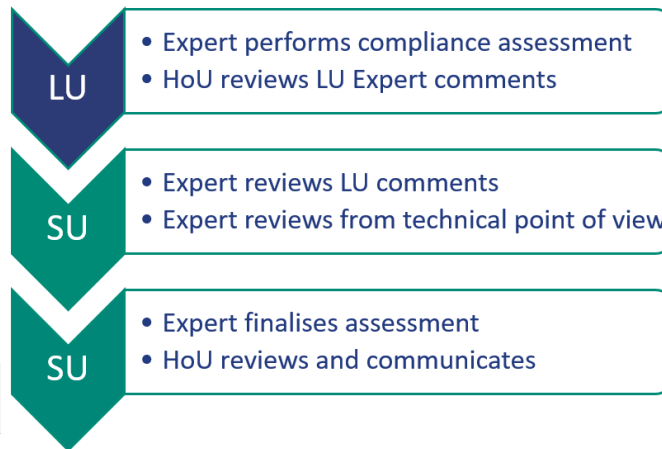 LU
• Expert performs compliance assessment
• HoU reviews LU Expert comments
SU
• Expert reviews LU comments
• Expert reviews from technical point of view
SU
• Expert finalises assessment
• HoU reviews and communicates